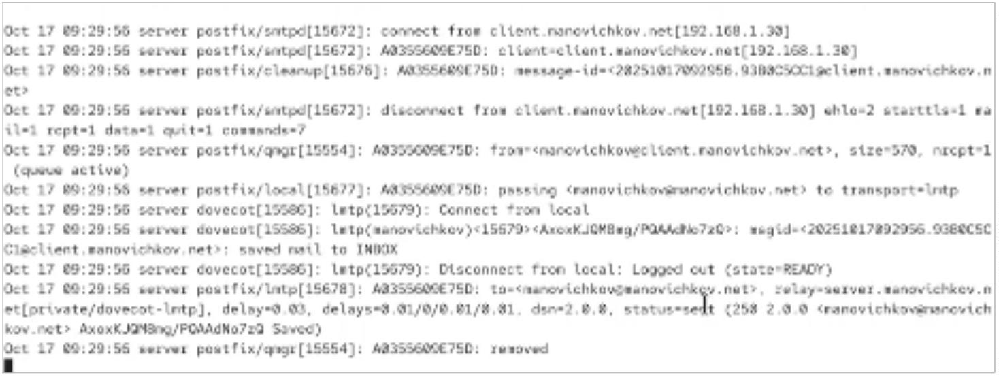 Oct 17 09:29:56 server postfix/smtpd[15672]: connect from client.manovichkov.net[192.168.1.30]
Oct 17 09:29:56 server postfix/smtpd[15672]: A0355609E75D: client=client.manovichkov.net[192.168.1.30]
Oct 17 09:29:56 server postfix/cleanup[15676]: A0355609E75D: message-id=<20251017092956.9380C5CC1@client.manovichkov.n
et>
Oct 17 09:29:56 server postfix/smtpd[15672]: disconnect from client.manovichkov.net[192.168.1.30] ehlo=2 starttls=1 ma
il=1 rcpt=1 data=1 quit=1 commands=7
Oct 17 09:29:56 server postfix/qmgr[15554]: A0355609E75D: from=<manovichkov@client.manovichkov.net>, size=570, nrcpt=1
(queue active)
Oct 17 09:29:56 server postfix/local[15677]: A0355609E75D: passing <manovichkov@manovichkov.net> to transport=lmtp
Oct 17 09:29:56 server dovecot[15586]: lmtp(15679): Connect from local
Oct 17 09:29:56 server dovecot[15586]: lmtp(manovichkov)<15679><AxoxKJQM8mg/PQAAdNo7zQ>: msgid=<20251017092956.9380C5C
C1@client.manovichkov.net>: saved mail to INBOX
Oct 17 09:29:56 server dovecot[15586]: lmtp(15679): Disconnect from local: Logged out (state=READY)
Oct 17 09:29:56 server postfix/lmtp[15678]: A0355609E75D: to=<manovichkov@manovichkov.net>, relay=server.manovichkov.n
et[private/dovecot-lmtp], delay=0.03, delays=0.01/0/0.01/0.01, dsn=2.0.0, status=sent (250 2.0.0 <manovichkov@manovich
kov.net> AxoxKJQM8mg/PQAAdNo7zQ Saved)
Oct 17 09:29:56 server postfix/qmgr[15554]: A0355609E75D: removed